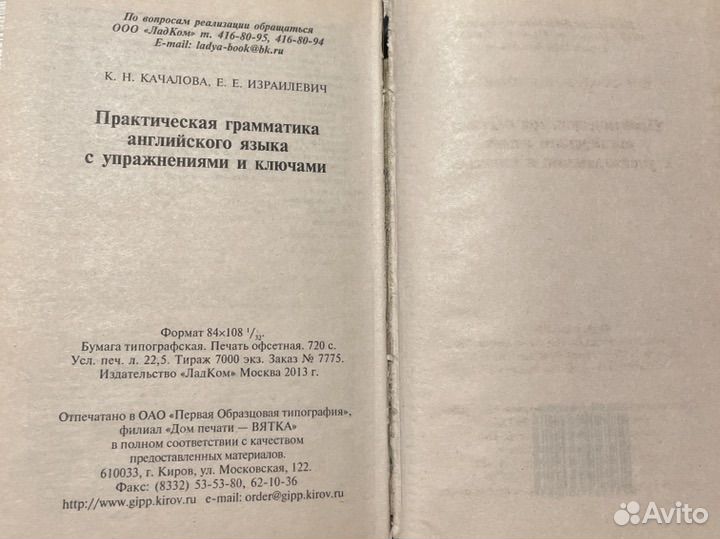 По вопросам реализации обращаться
ООО «ЛадКом» т. 416-80-95, 416-80-94
E-mail: ladya-book@bk.ru
К. Н. КАЧАЛОВА, Е. Е. ИЗРАИЛЕВИЧ
Практическая грамматика
английского языка
с упражнениями и ключами
Формат 84×108 1/32.
Бумага типографская. Печать офсетная. 720 с.
Усл. печ. л. 22,5. Тираж 7000 экз. Заказ № 7775.
Издательство «ЛадКом» Москва 2013 г.
Отпечатано в ОАО «Первая Образцовая типография»,
филиал «Дом печати — ВЯТКА»
в полном соответствии с качеством
предоставленных материалов.
610033, г. Киров, ул. Московская, 122.
Факс: (8332) 53-53-80, 62-10-36
http://www.gipp.kirov.ru e-mail: order@gipp.kirov.ru
Avito